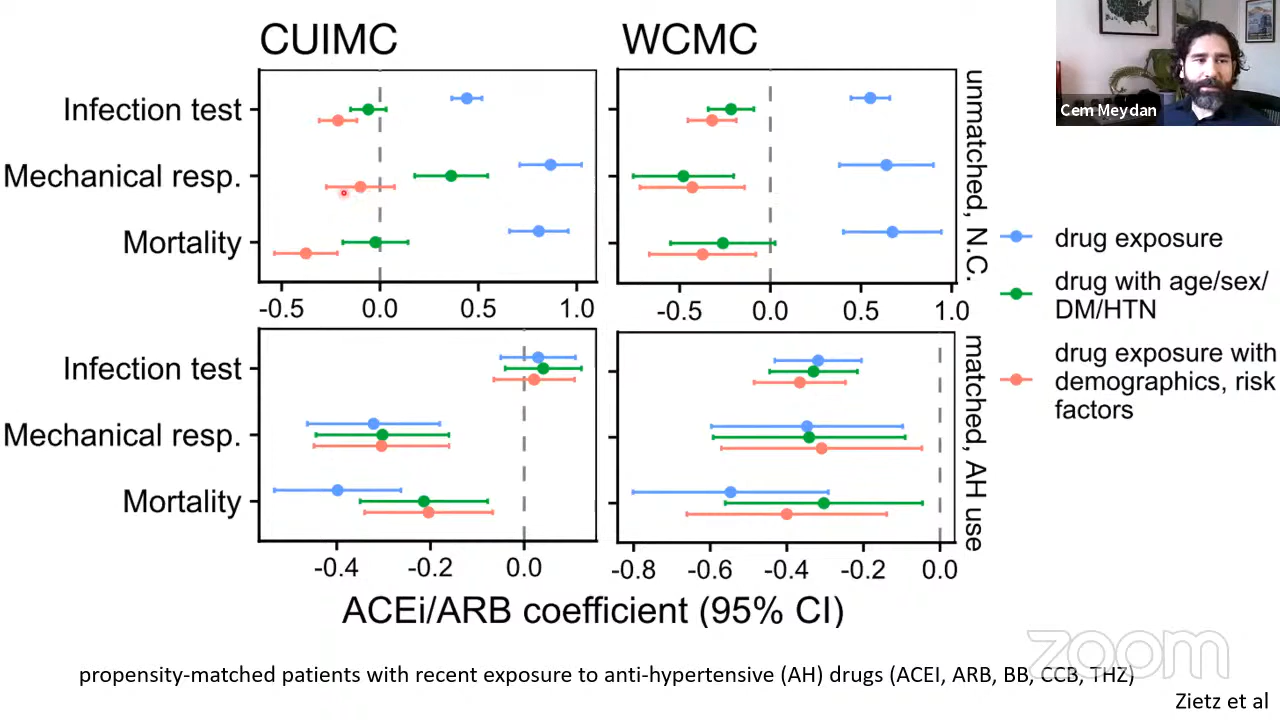 CUIMC
WCMC
Cem Meydan
Infection test
Mechanical resp.
Mortality
unmatched, N.C.
-0.5
0.0
0.5
1.0
-0.5
0.0
0.5
1.0
drug exposure
drug with age/sex/
DM/HTN
drug exposure with
demographics, risk
factors
Infection test
Mechanical resp.
Mortality
matched, AH use
-0.4
-0.2
0.0
-0.8
-0.6
-0.4
-0.2
0.0
ACEi/ARB coefficient (95% CI)
zoom
propensity-matched patients with recent exposure to anti-hypertensive (AH) drugs (ACEI, ARB, BB, CCB, THZ)
Zietz et al